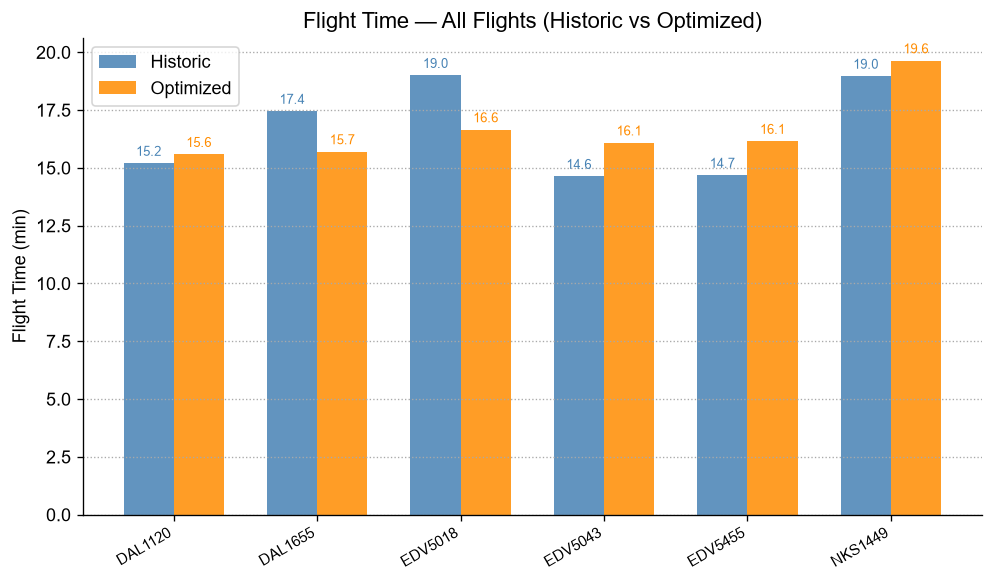 Flight Time — All Flights (Historic vs Optimized)
Historic
Optimized
Flight Time (min)
20.0
17.5
15.0
12.5
10.0
7.5
5.0
2.5
0.0
15.2
15.6
17.4
15.7
19.0
16.6
14.6
16.1
14.7
16.1
19.0
19.6
DAL1120
DAL1655
EDV5018
EDV5043
EDV5455
NKS1449